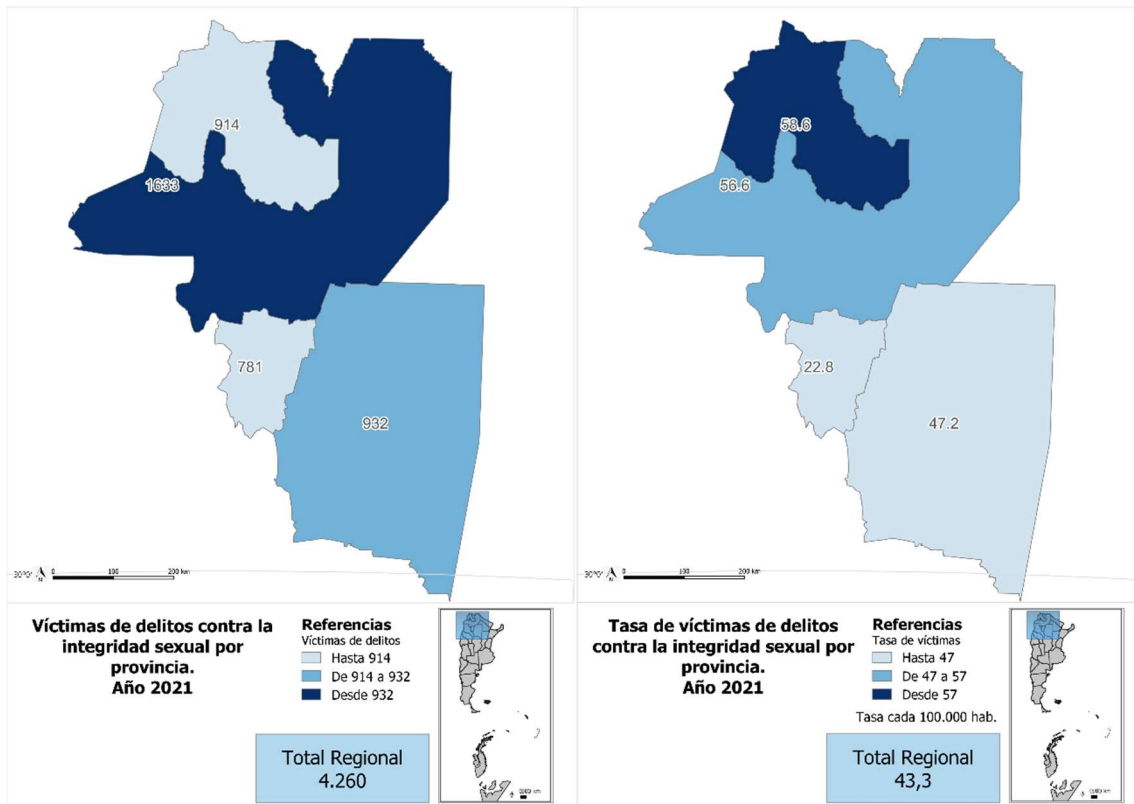 914
1633
781
932
30°0'
N
0
100
200 km
Víctimas de delitos contra la
integridad sexual por
provincia.
Año 2021
Referencias
Víctimas de delitos
Hasta 914
De 914 a 932
Desde 932
Total Regional
4.260
58.6
56.6
22.8
47.2
30°0'
N
0
100
200 km
Tasa de víctimas de delitos
contra la integridad sexual por
provincia.
Año 2021
Referencias
Tasa de víctimas
Hasta 47
De 47 a 57
Desde 57
Tasa cada 100.000 hab.
Total Regional
43,3